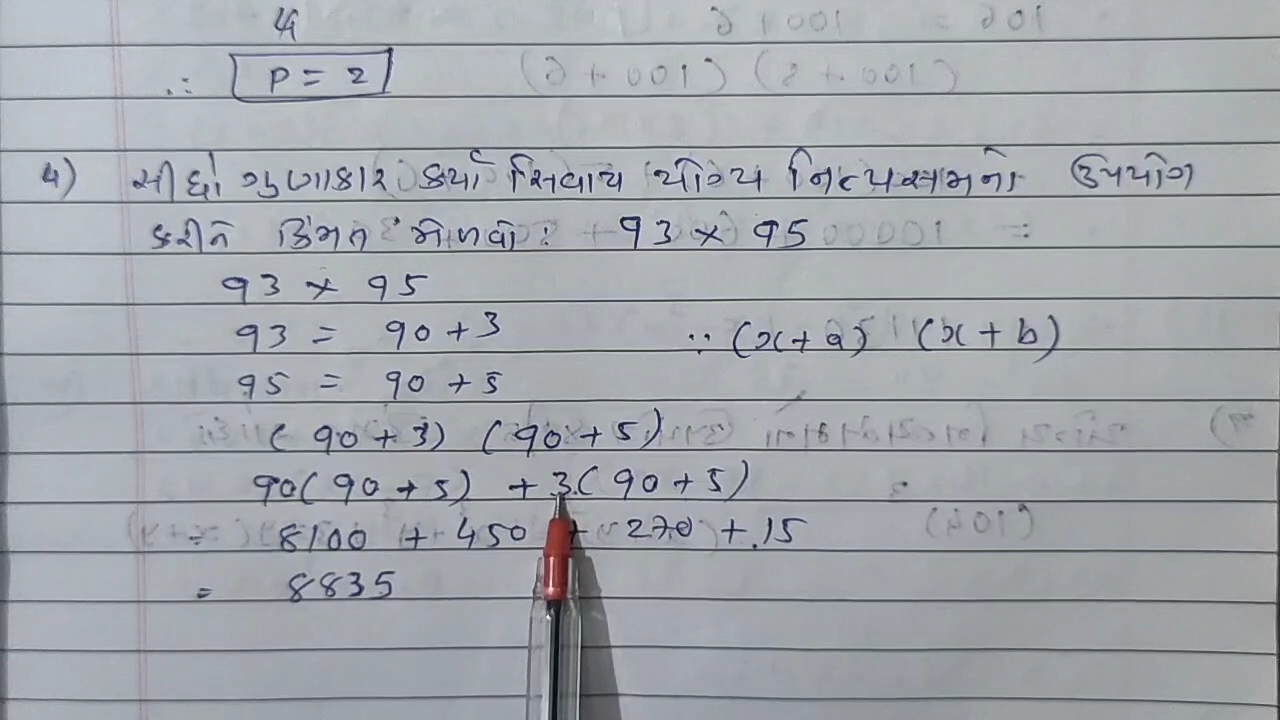 ∴ P = 2
4) સીધો ગુણાકાર કર્યા સિવાય યોગ્ય નિત્યસમનો ઉપયોગ
કરીને કિંમત મેળવો : 93 × 95
93 × 95
93 = 90 + 3 ∵ (x + a) (x + b)
95 = 90 + 5
(90 + 3) (90 + 5)
90(90 + 5) + 3(90 + 5)
= 8100 + 450 + 270 + 15
= 8835